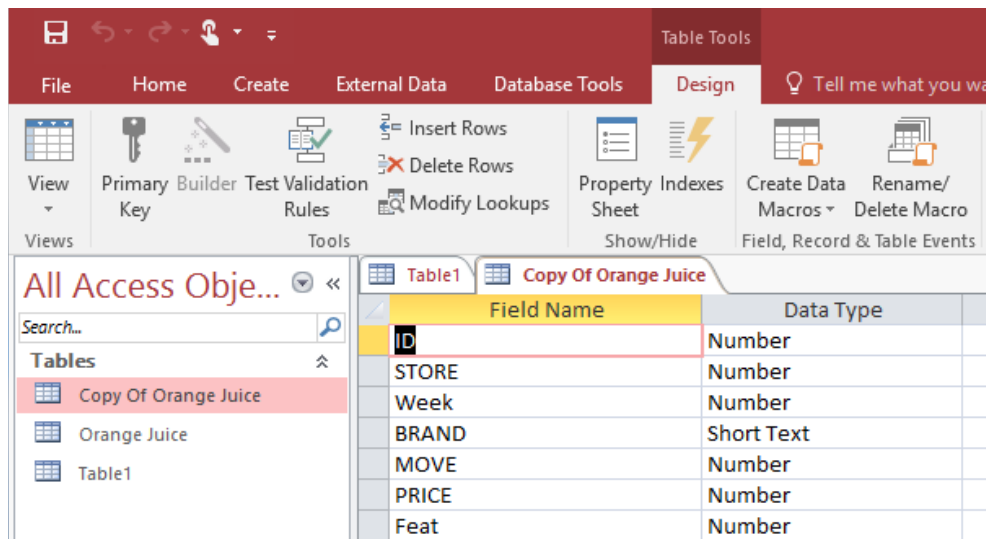 Table Tools
File Home Create External Data Database Tools Design Tell me what you wa
Insert Rows
Delete Rows
Modify Lookups
View Primary Key Builder Test Validation Rules Property Sheet Indexes Create Data Macros Rename/ Delete Macro
Views Tools Show/Hide Field, Record & Table Events
All Access Obje...
Search...
Tables
Copy Of Orange Juice
Orange Juice
Table1
Table1 Copy Of Orange Juice
Field Name Data Type
ID Number
STORE Number
Week Number
BRAND Short Text
MOVE Number
PRICE Number
Feat Number